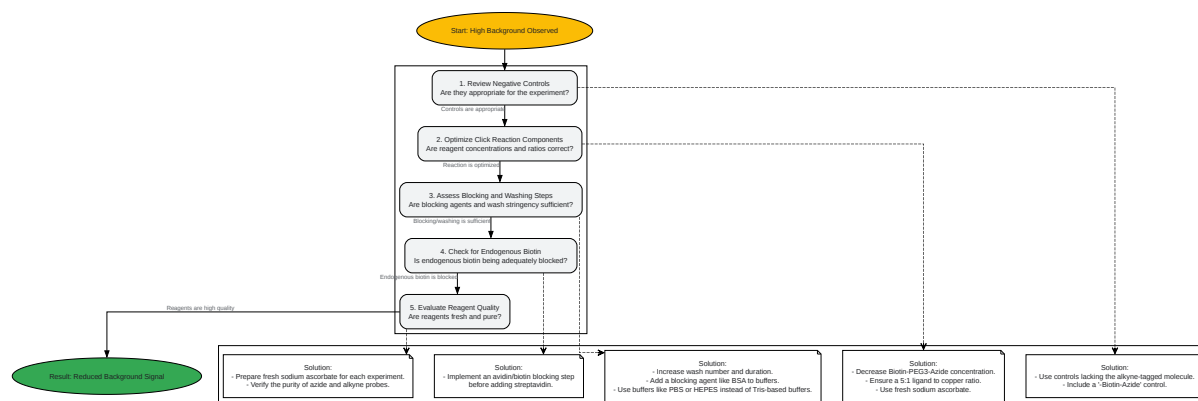 Start: High Background Observed
1. Review Negative Controls
Are they appropriate for the experiment?
Controls are appropriate
2. Optimize Click Reaction Components
Are reagent concentrations and ratios correct?
Reaction is optimized
3. Assess Blocking and Washing Steps
Are blocking agents and wash stringency sufficient?
Blocking/washing is sufficient
4. Check for Endogenous Biotin
Is endogenous biotin being adequately blocked?
Endogenous biotin is blocked
5. Evaluate Reagent Quality
Are reagents fresh and pure?
Reagents are high quality
Result: Reduced Background Signal
Solution:
- Prepare fresh sodium ascorbate for each experiment.
- Verify the purity of azide and alkyne probes.
Solution:
- Implement an avidin/biotin blocking step
before adding streptavidin.
Solution:
- Increase wash number and duration.
- Add a blocking agent like BSA to buffers.
- Use buffers like PBS or HEPES instead of Tris-based buffers.
Solution:
- Decrease Biotin-PEG3-Azide concentration.
- Ensure a 5:1 ligand to copper ratio.
- Use fresh sodium ascorbate.
Solution:
- Use controls lacking the alkyne-tagged molecule.
- Include a '-Biotin-Azide' control.